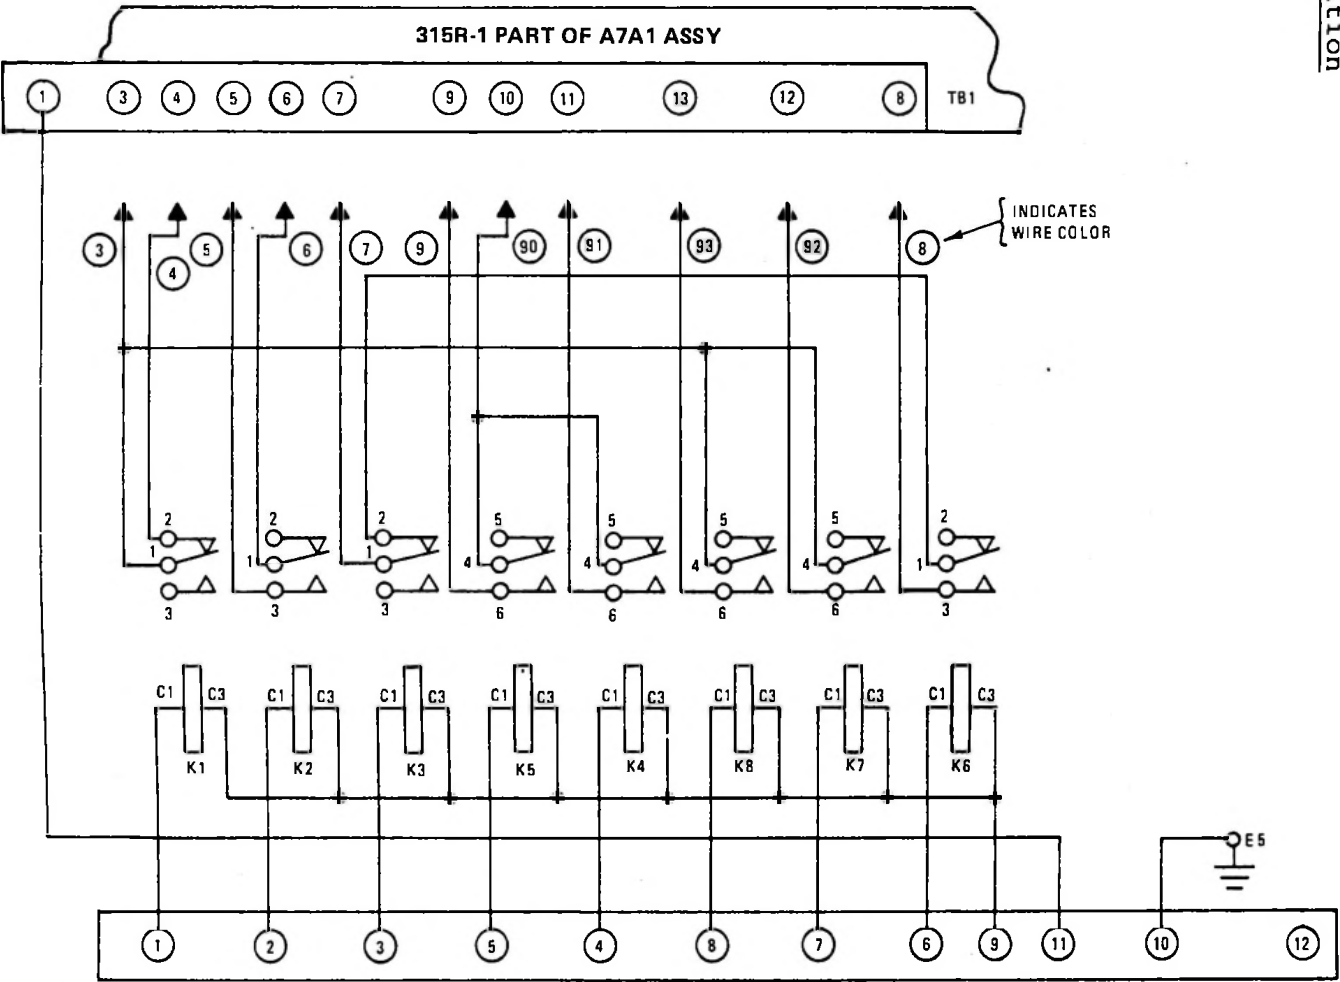 ition
315R-1 PART OF A7A1 ASSY
1 3 4 5 6 7 9 10 11 13 12 8 TB1
3 4 5 6 7 9 90 91 93 92 8
INDICATES
WIRE COLOR
2 2 2 5 5 5 5 2
1 1 1 4 4 4 4 1
3 3 3 6 6 6 6 3
C1 C3 C1 C3 C1 C3 C1 C3 C1 C3 C1 C3 C1 C3 C1 C3
K1 K2 K3 K5 K4 K8 K7 K6
E5
1 2 3 5 4 8 7 6 9 11 10 12